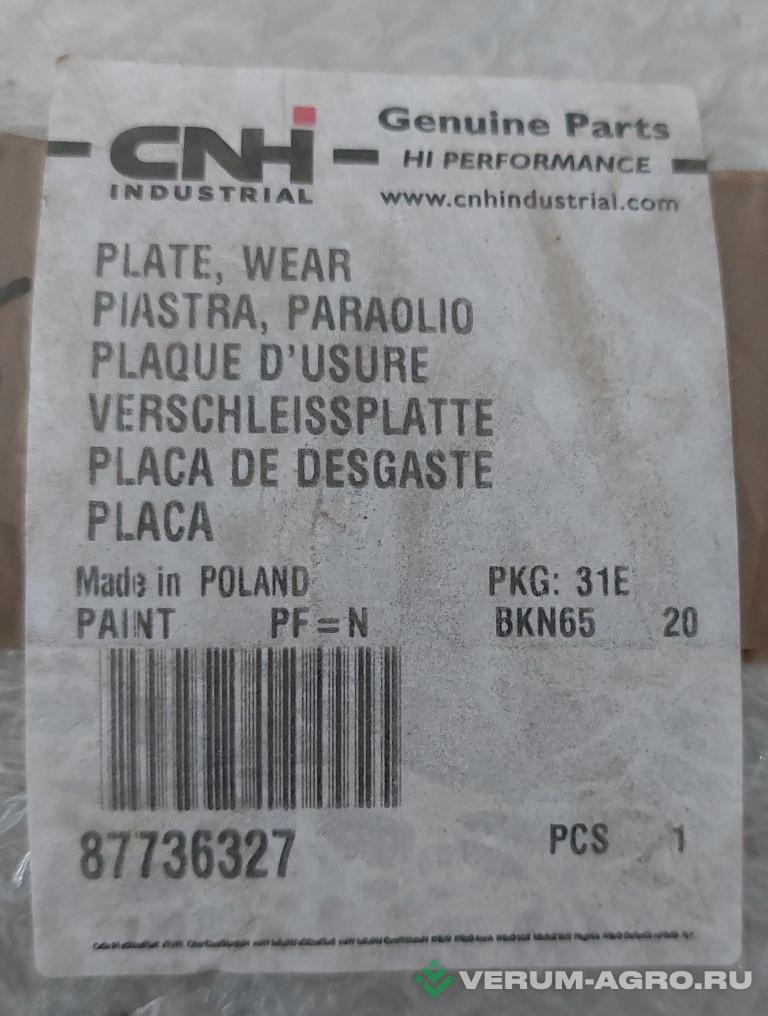 CNH
INDUSTRIAL
Genuine Parts
HI PERFORMANCE
www.cnhindustrial.com
PLATE, WEAR
PIASTRA, PARAOLIO
PLAQUE D'USURE
VERSCHLEISSPLATTE
PLACA DE DESGASTE
PLACA
Made in POLAND PKG: 31E
PAINT PF=N BKN65 20
87736327 PCS 1
VERUM-AGRO.RU